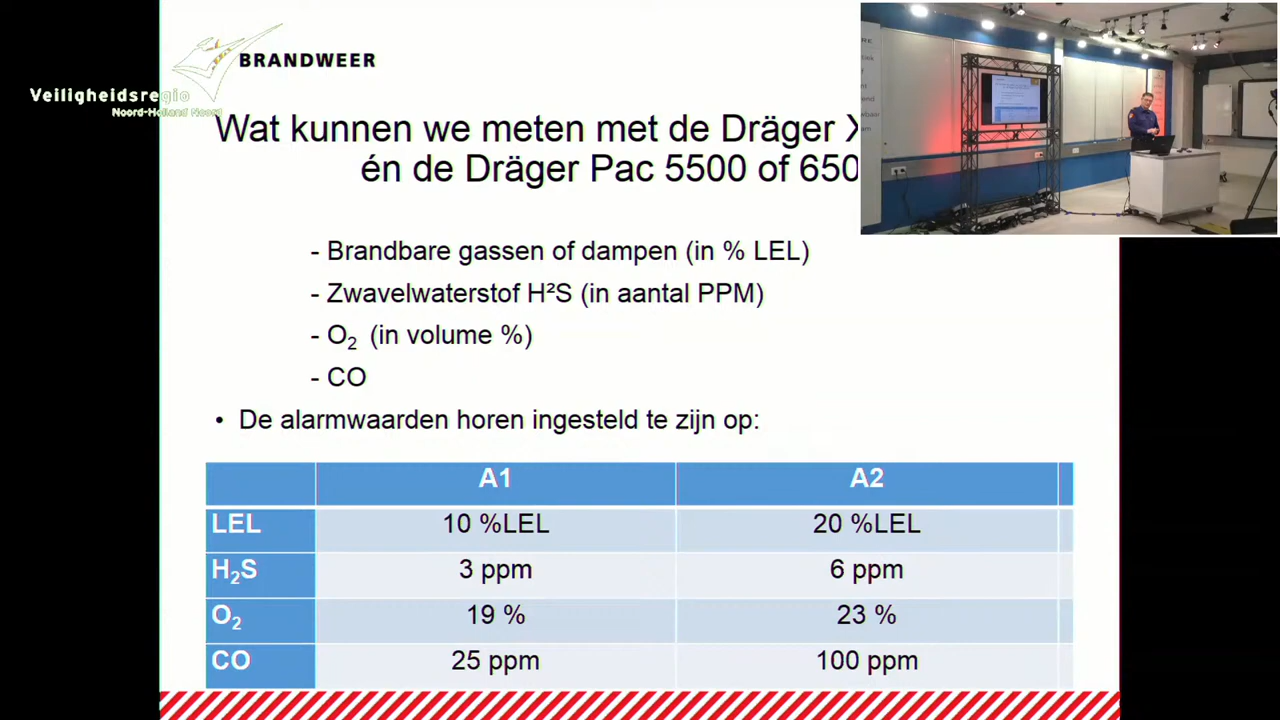 BRANDWEER
Veiligheidsregio
Noord-Holland Noord
Wat kunnen we meten met de Dräger
én de Dräger Pac 5500 of 650
- Brandbare gassen of dampen (in % LEL)
- Zwavelwaterstof H²S (in aantal PPM)
- O₂ (in volume %)
- CO
• De alarmwaarden horen ingesteld te zijn op:
A1 A2
LEL 10 %LEL 20 %LEL
H₂S 3 ppm 6 ppm
O₂ 19 % 23 %
CO 25 ppm 100 ppm